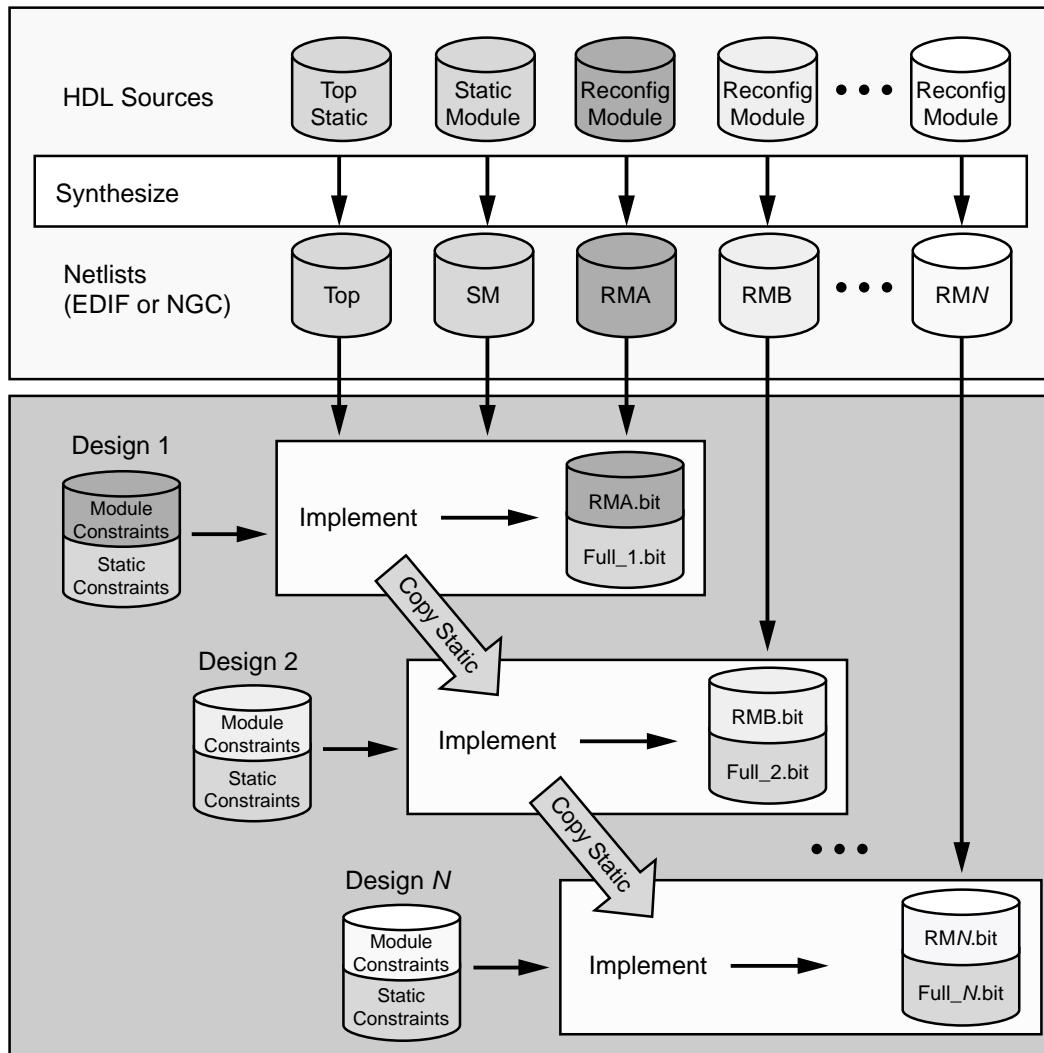 HDL Sources
Top
Static
Static
Module
Reconfig
Module
Reconfig
Module
Reconfig
Module
Synthesize
Netlists
(EDIF or NGC)
Top
SM
RMA
RMB
RMN
Design 1
Module
Constraints
Static
Constraints
Implement
RMA.bit
Full_1.bit
Copy Static
Design 2
Module
Constraints
Static
Constraints
Implement
RMB.bit
Full_2.bit
Copy Static
Design N
Module
Constraints
Static
Constraints
Implement
RMN.bit
Full_N.bit